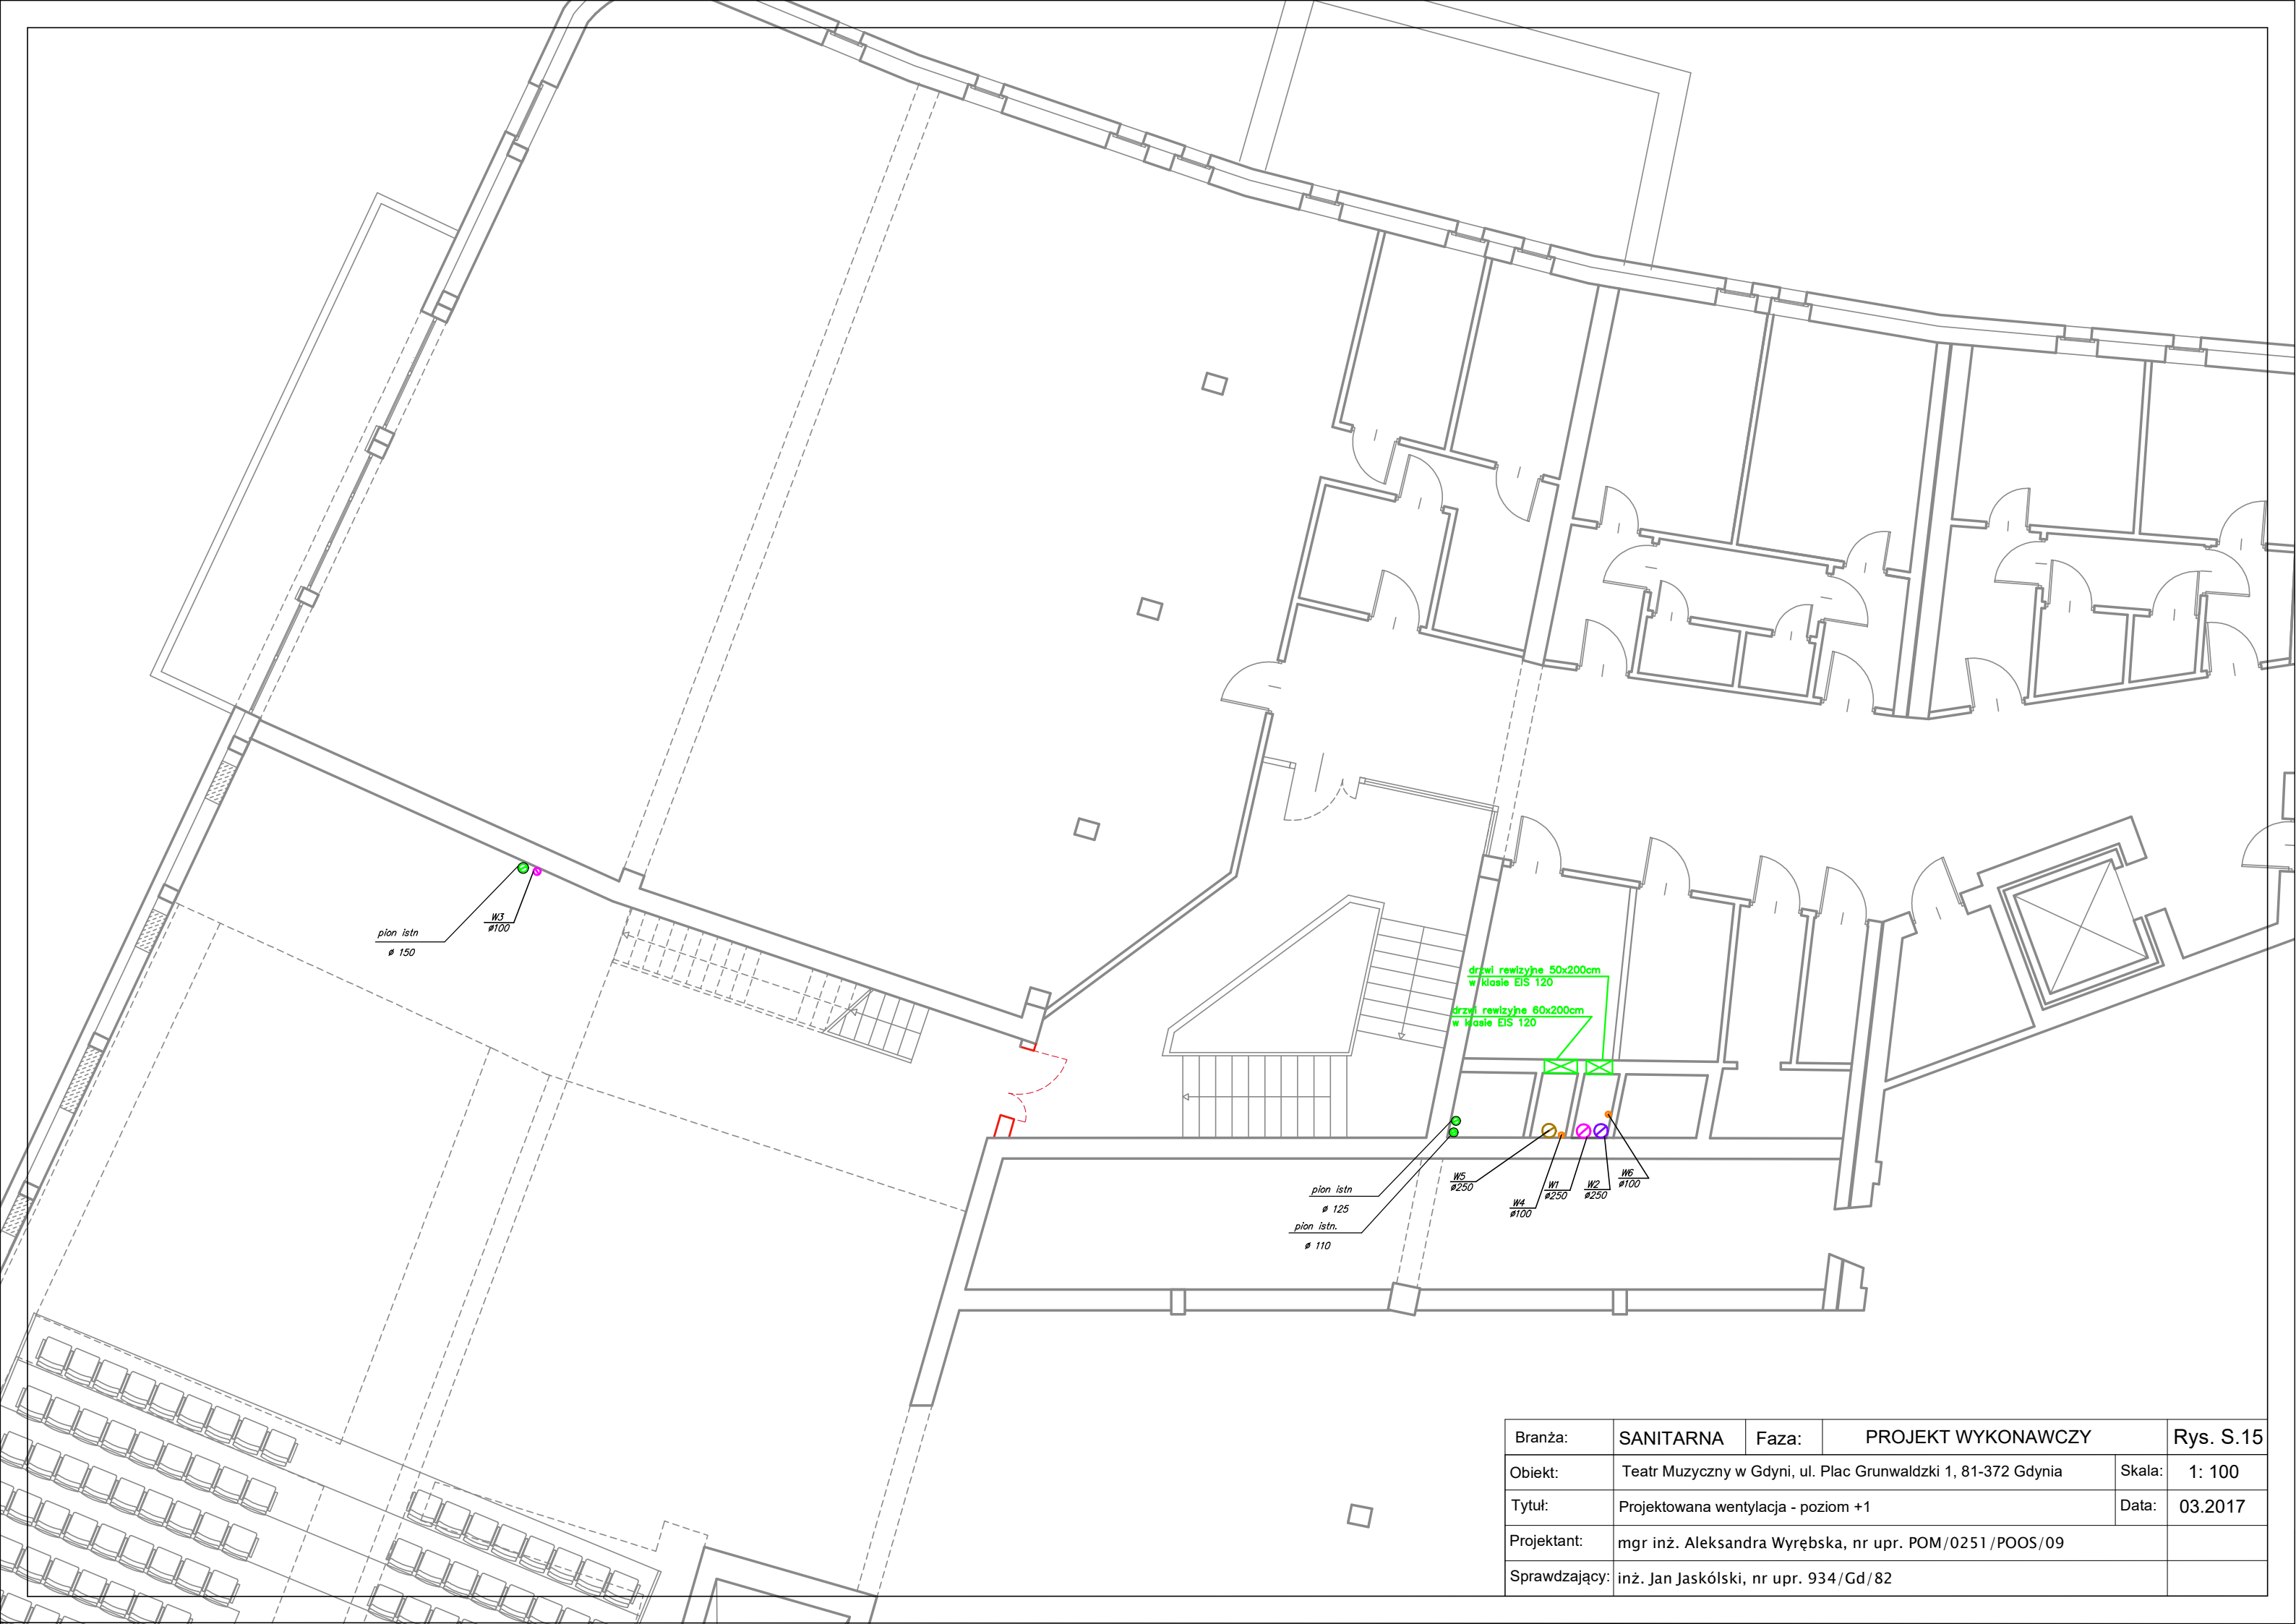 pion istn
ø 150
W3
ø100
drzwi rewizyjne 50x200cm
w klasie EIS 120
drzwi rewizyjne 60x200cm
w klasie EIS 120
pion istn
ø 125
pion istn.
ø 110
W5
ø250
W4
ø100
W1
ø250
W2
ø250
W6
ø100
Branża: SANITARNA Faza: PROJEKT WYKONAWCZY Rys. S.15
Obiekt: Teatr Muzyczny w Gdyni, ul. Plac Grunwaldzki 1, 81-372 Gdynia Skala: 1: 100
Tytuł: Projektowana wentylacja - poziom +1 Data: 03.2017
Projektant: mgr inż. Aleksandra Wyrębska, nr upr. POM/0251/POOS/09
Sprawdzający: inż. Jan Jaskólski, nr upr. 934/Gd/82